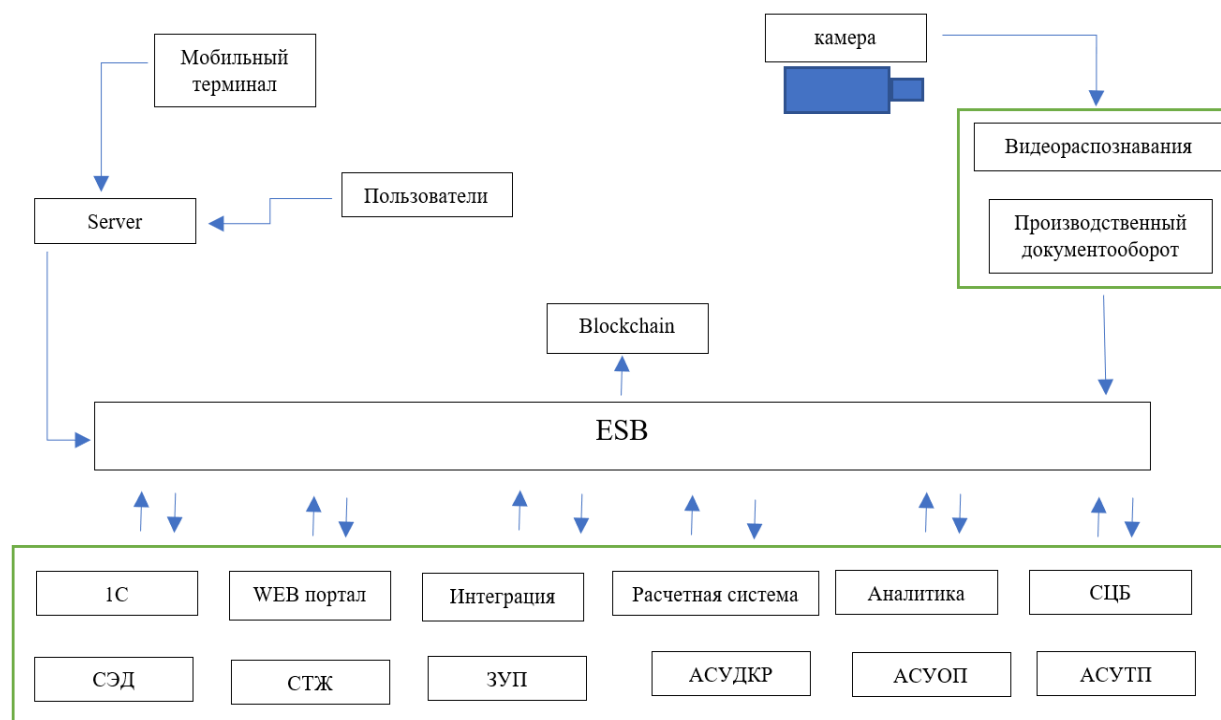 камера
Мобильный
терминал
Видеораспознавания
Пользователи
Server
Производственный
документооборот
Blockchain
ESB
1С
WEB портал
Интеграция
Расчетная система
Аналитика
СЦБ
СЭД
СТЖ
ЗУП
АСУДКР
АСУОП
АСУТП